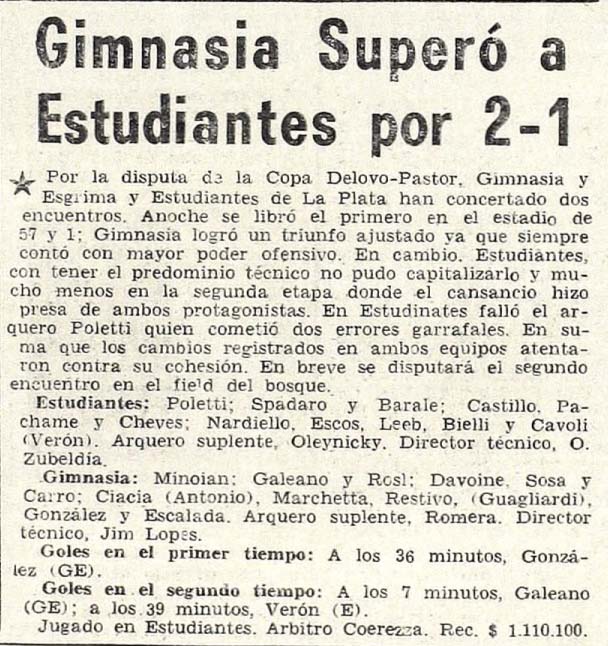 Gimnasia Superó a
Estudiantes por 2-1
Por la disputa de la Copa Delovo-Pastor, Gimnasia y
Esgrima y Estudiantes de La Plata han concertado dos
encuentros. Anoche se libró el primero en el estadio de
57 y 1; Gimnasia logró un triunfo ajustado ya que siempre
contó con mayor poder ofensivo. En cambio. Estudiantes,
con tener el predominio técnico no pudo capitalizarlo y mu-
cho menos en la segunda etapa donde el cansancio hizo
presa de ambos protagonistas. En Estudinates falló el ar-
quero Poletti quien cometió dos errores garrafales. En su-
ma que los cambios registrados en ambos equipos atenta-
ron contra su cohesión. En breve se disputará el segundo
encuentro en el field del bosque.
Estudiantes: Poletti; Spadaro y Barale; Castillo, Pa-
chame y Cheves; Nardiello, Escos, Leeb, Bielli y Cavoli
(Verón). Arquero suplente, Oleynicky. Director técnico, O.
Zubeldía.
Gimnasia: Minoian; Galeano y Rosl; Davoine, Sosa y
Carro; Ciacia (Antonio), Marchetta, Restivo, (Guagliardi),
González y Escalada. Arquero suplente, Romera. Director
técnico, Jim Lopes.
Goles en el primer tiempo: A los 36 minutos, Gonzá-
lez (GE).
Goles en el segundo tiempo: A los 7 minutos, Galeano
(GE); a los 39 minutos, Verón (E).
Jugado en Estudiantes. Arbitro Coerezza. Rec. $ 1.110.100.